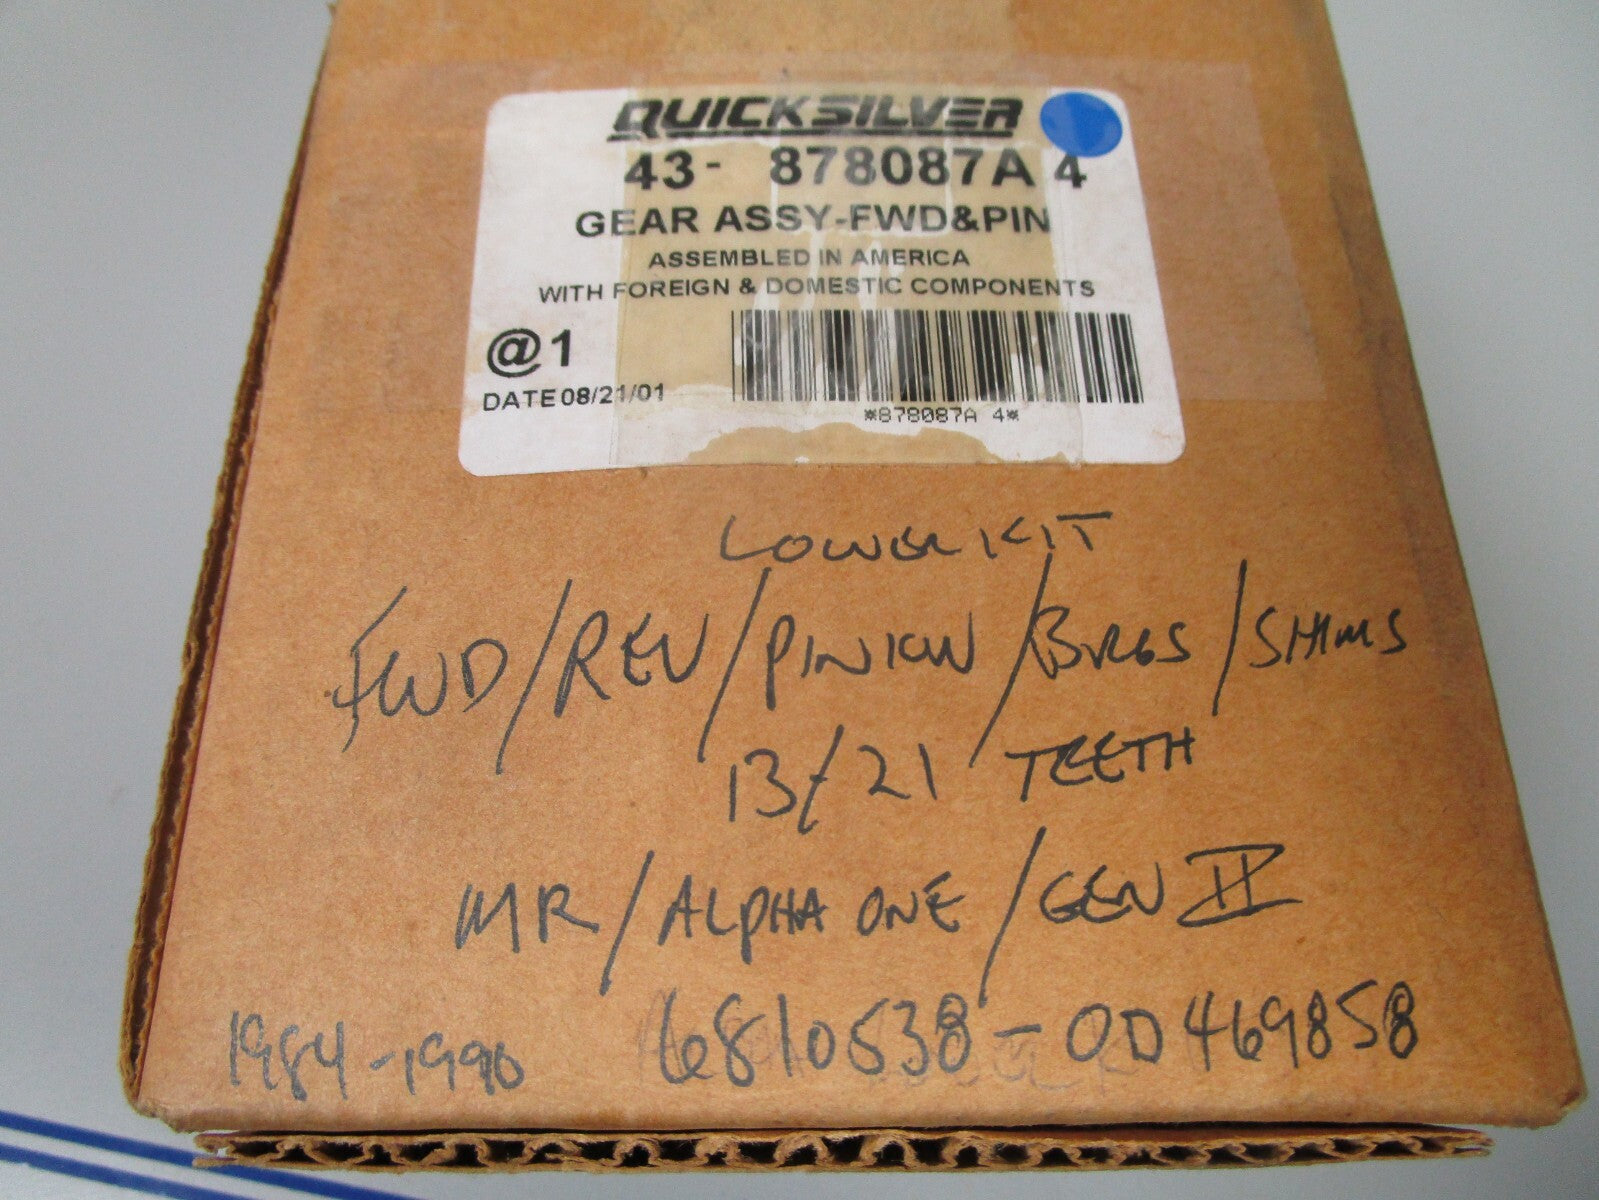 QUICKSILVER
43- 878087A 4
GEAR ASSY-FWD&PIN
ASSEMBLED IN AMERICA
WITH FOREIGN & DOMESTIC COMPONENTS
@1
DATE 08/21/01
*878087A 4*
LOWER KIT
FWD/REV/PINION/BRGS/SHIMS
13/21 TEETH
MR/ALPHA ONE/GEN II
1984-1990 6810538-0D469858